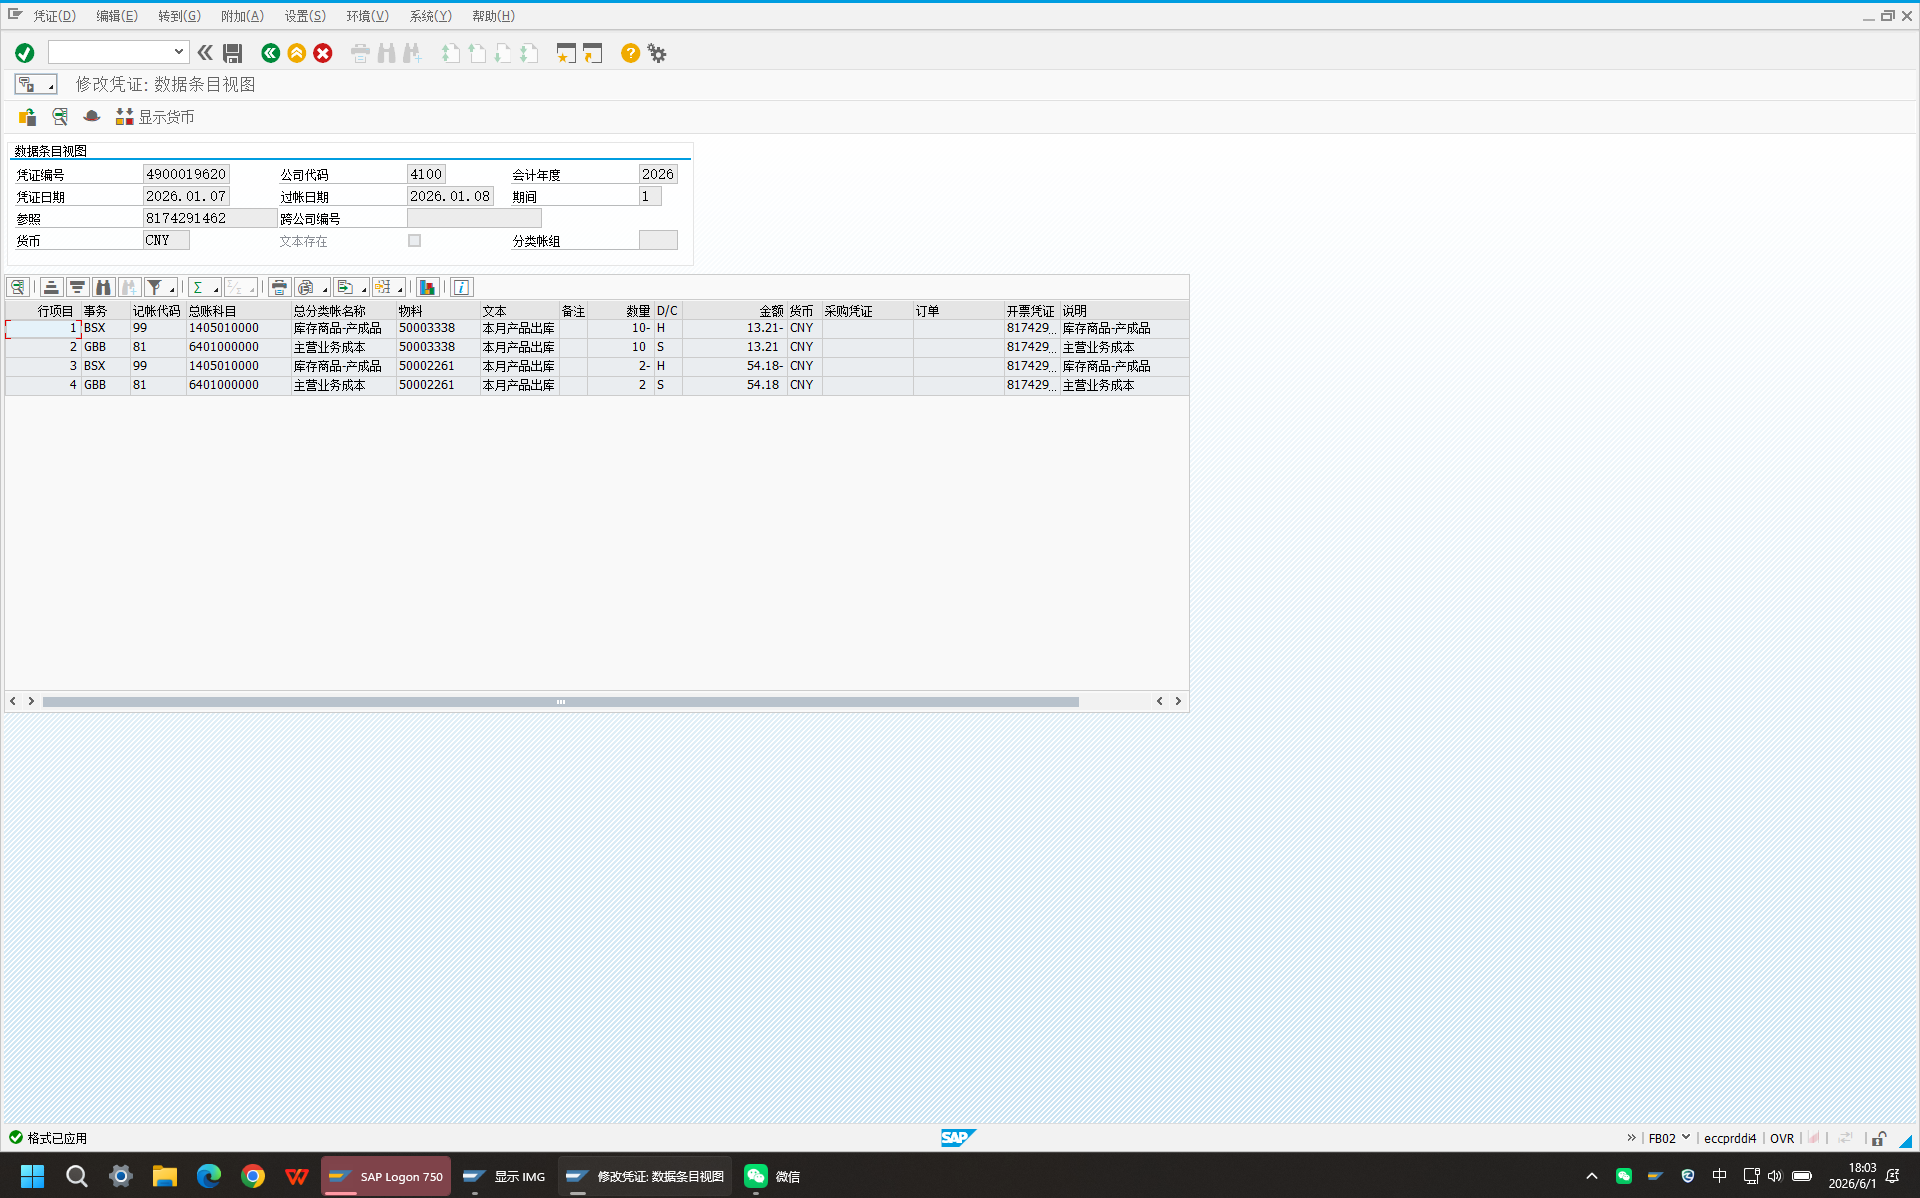 凭证(D) 编辑(E) 转到(G) 附加(A) 设置(S) 环境(V) 系统(Y) 帮助(H)
修改凭证: 数据条目视图
显示货币
数据条目视图
凭证编号 4900019620 公司代码 4100 会计年度 2026
凭证日期 2026.01.07 过帐日期 2026.01.08 期间 1
参照 8174291462 跨公司编号
货币 CNY 文本存在 分类帐组
行项目 事务 记帐代码 总账科目 总分类帐名称 物料 文本 备注 数量 D/C 金额 货币 采购凭证 订单 开票凭证 说明
1 BSX 99 1405010000 库存商品-产成品 50003338 本月产品出库 10- H 13.21- CNY 817429... 库存商品-产成品
2 GBB 81 6401000000 主营业务成本 50003338 本月产品出库 10 S 13.21 CNY 817429... 主营业务成本
3 BSX 99 1405010000 库存商品-产成品 50002261 本月产品出库 2- H 54.18- CNY 817429... 库存商品-产成品
4 GBB 81 6401000000 主营业务成本 50002261 本月产品出库 2 S 54.18 CNY 817429... 主营业务成本
格式已应用 SAP FB02 eccprddi4 OVR
SAP Logon 750 显示 IMG 修改凭证: 数据条目视图 微信 中 18:03
2026/6/1